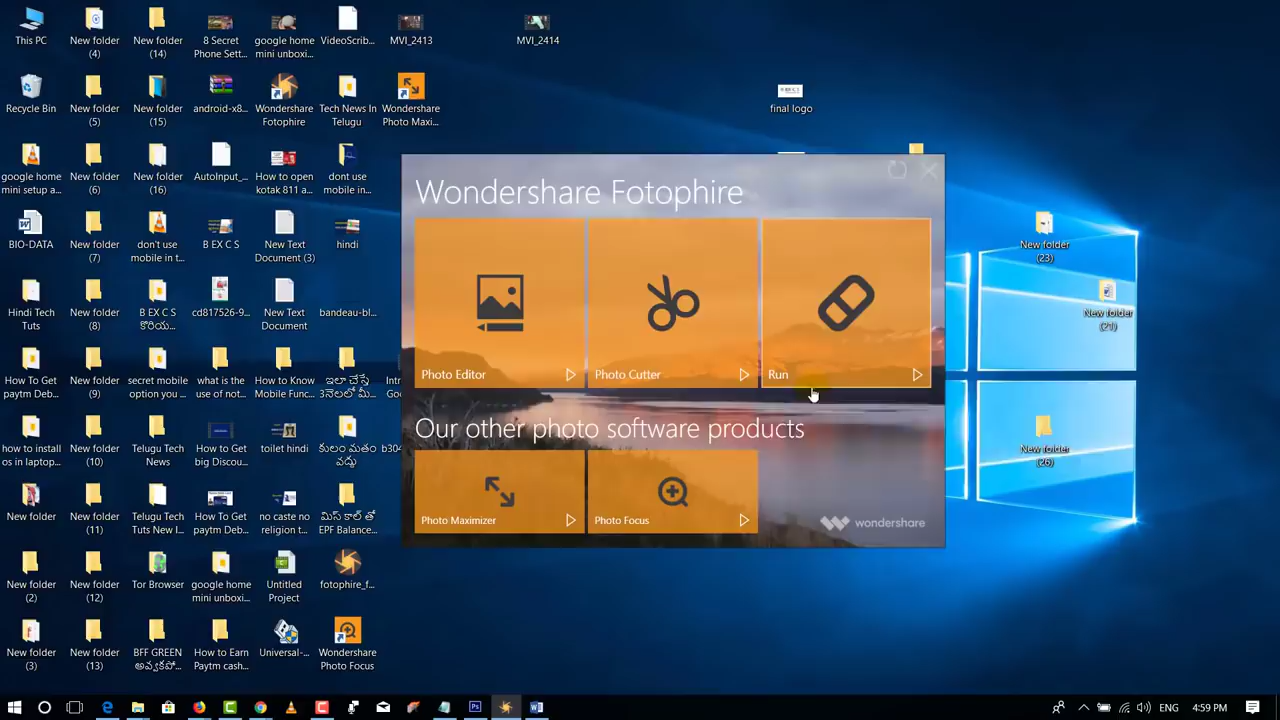 This PC
New folder
(4)
New folder
(14)
8 Secret
Phone Sett...
google home
mini unboxi...
VideoScrib...
MVI_2413
MVI_2414
Recycle Bin
New folder
(5)
New folder
(15)
android-x8...
Wondershare
Fotophire
Tech News In
Telugu
Wondershare
Photo Maxi...
final logo
google home
mini setup a...
New folder
(6)
New folder
(16)
AutoInput_...
How to open
kotak 811 a...
dont use
mobile in...
Wondershare Fotophire
BIO-DATA
New folder
(7)
don't use
mobile in t...
B E X C S
New Text
Document (3)
hindi
New folder
(23)
Hindi Tech
Tuts
New folder
(8)
B E X C S
cd817526-9...
New Text
Document
bandeau-bl...
New folder
(21)
Photo Editor
Photo Cutter
Run
How To Get
paytm Deb...
New folder
(9)
secret mobile
option you ...
what is the
use of not...
How to Know
Mobile Func...
ఇలా చేస్తే
Our other photo software products
how to install
os in laptop...
New folder
(10)
Telugu Tech
News
How to Get
big Discou...
toilet hindi
కులం మతం
వద్దు
New folder
(26)
New folder
New folder
(11)
Telugu Tech
Tuts New I...
How To Get
paytm Deb...
no caste no
religion t...
మిస్ కాల్ తో
EPF Balance...
Photo Maximizer
Photo Focus
wondershare
New folder
(2)
New folder
(12)
Tor Browser
google home
mini unboxi...
Untitled
Project
fotophire_f...
New folder
(3)
New folder
(13)
BFF GREEN
How to Earn
Paytm cash...
Universal-...
Wondershare
Photo Focus
ENG
4:59 PM